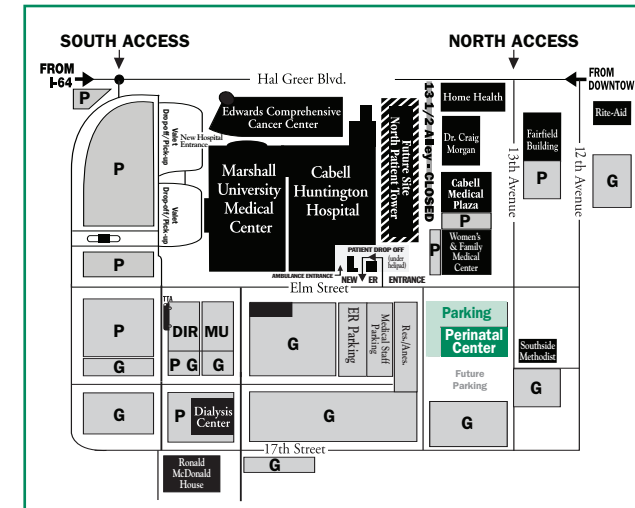 SOUTH ACCESS
NORTH ACCESS
FROM
I-64
Hal Greer Blvd.
FROM
DOWNTOWN
P
Valet
Drop-off/Pick-up
New Hospital
Entrance
Edwards Comprehensive
Cancer Center
Future Site
North Patient Tower
13 1/2 Alley - CLOSED
Home Health
Rite-Aid
Fairfield
Building
Dr. Craig
Morgan
P
Marshall
University
Medical
Center
Cabell
Huntington
Hospital
Cabell
Medical
Plaza
P
G
13th Avenue
12th Avenue
Valet
Drop-off/Pick-up
P
P
Women's
& Family
Medical
Center
PATIENT DROP OFF
(under
helipad)
AMBULANCE ENTRANCE
NEW
ER
ENTRANCE
P
Elm Street
TTA
P
DIR
MU
G
ER Parking
Medical Staff
Parking
Res./Anes.
Parking
Perinatal
Center
Southside
Methodist
G
P G
G
Future
Parking
G
G
P
Dialysis
Center
G
G
17th Street
Ronald
McDonald
House
G